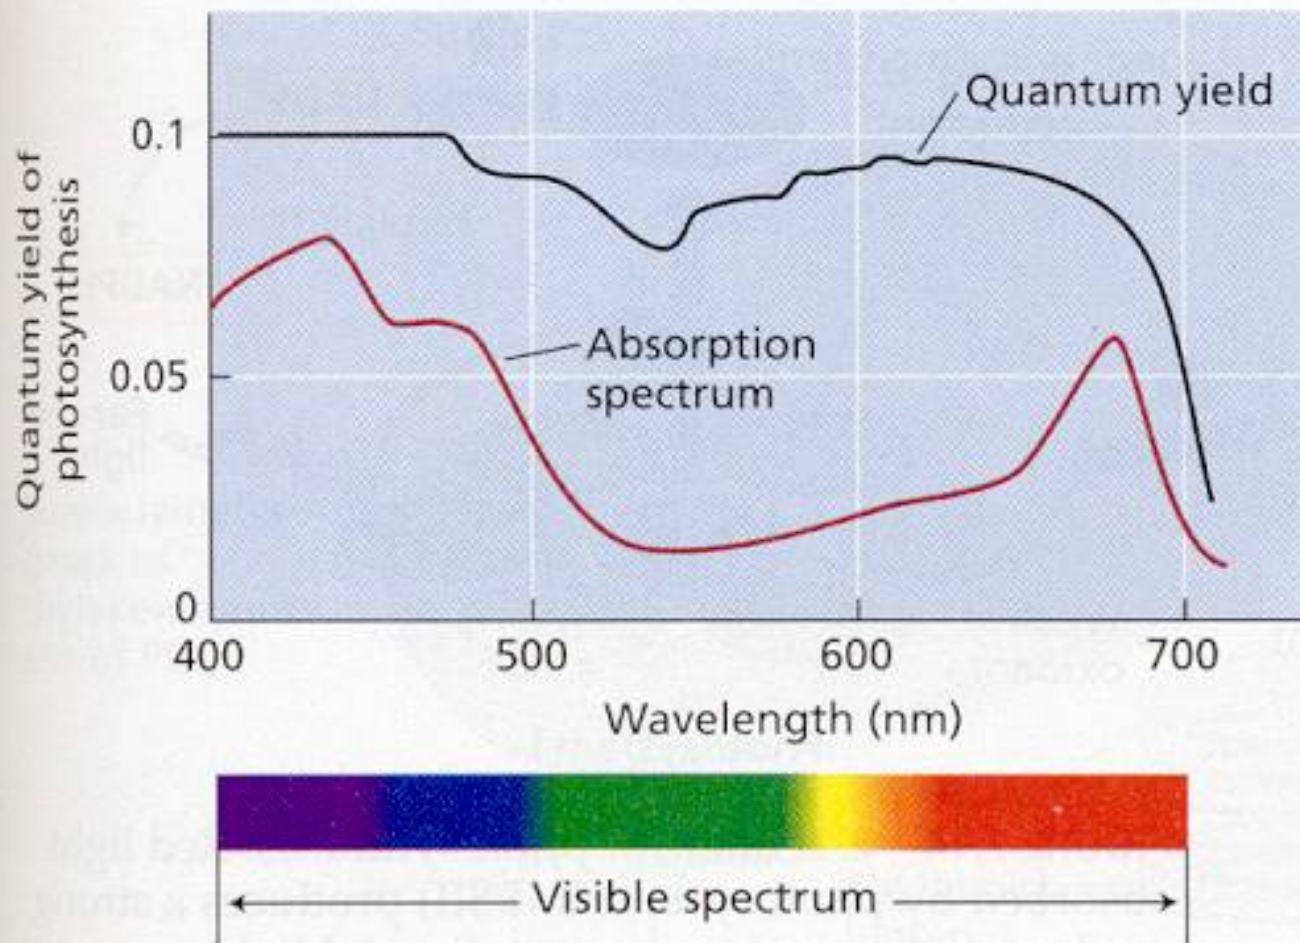 Quantum yield of
photosynthesis
0.1
0.05
0
Quantum yield
Absorption
spectrum
400
500
600
700
Wavelength (nm)
Visible spectrum